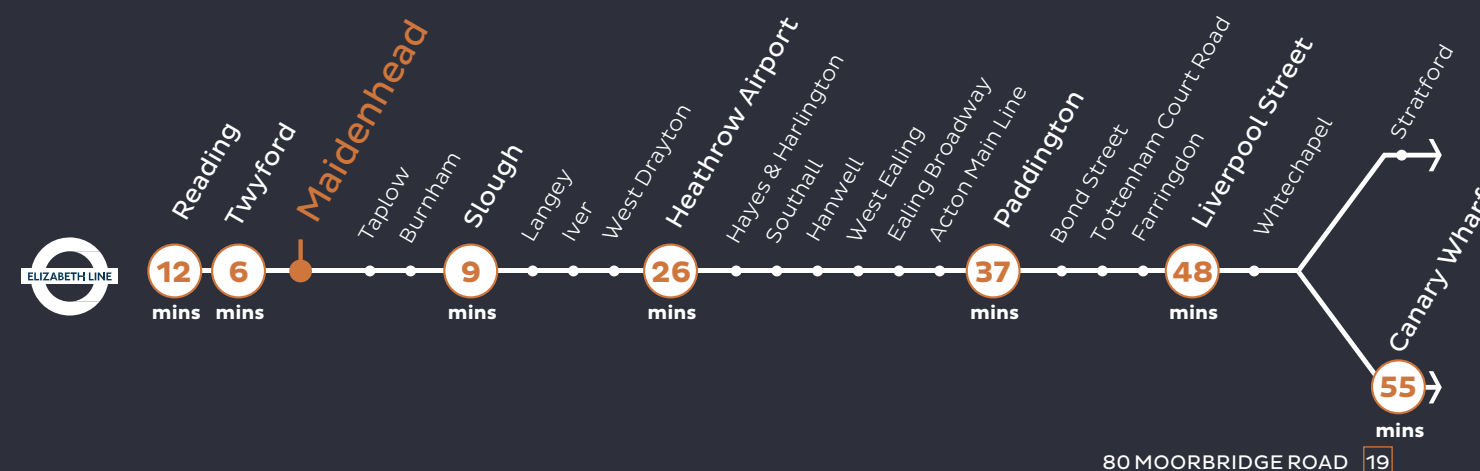 ELIZABETH LINE
Reading
Twyford
Maidenhead
Taplow
Burnham
Slough
Langey
Iver
West Drayton
Heathrow Airport
Hayes & Harlington
Southall
Hanwell
West Ealing
Ealing Broadway
Acton Main Line
Paddington
Bond Street
Tottenham Court Road
Farringdon
Liverpool Street
Whtechapel
Stratford
Canary Wharf
12
mins
6
mins
9
mins
26
mins
37
mins
48
mins
55
mins
80 MOORBRIDGE ROAD 19